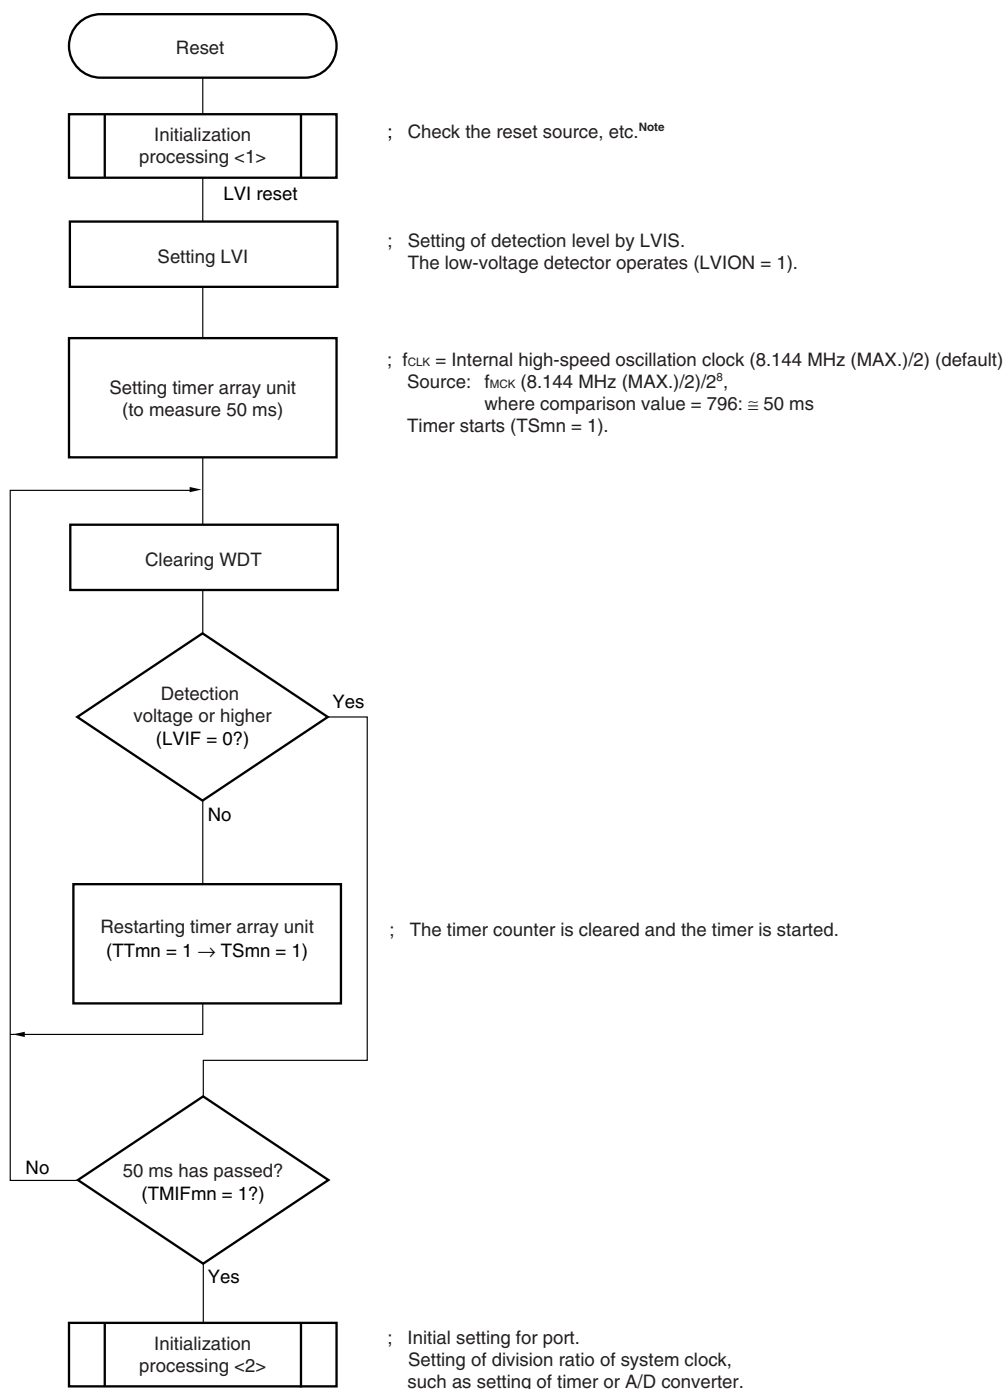 Reset
Initialization
processing <1>
; Check the reset source, etc.Note
LVI reset
Setting LVI
; Setting of detection level by LVIS.
The low-voltage detector operates (LVION = 1).
Setting timer array unit
(to measure 50 ms)
; fCLK = Internal high-speed oscillation clock (8.144 MHz (MAX.)/2) (default)
Source: fMCK (8.144 MHz (MAX.)/2)/2⁸,
where comparison value = 796: ≅ 50 ms
Timer starts (TSmn = 1).
Clearing WDT
Detection
voltage or higher
(LVIF = 0?)
Yes
No
Restarting timer array unit
(TTmn = 1 → TSmn = 1)
; The timer counter is cleared and the timer is started.
50 ms has passed?
(TMIFmn = 1?)
No
Yes
Initialization
processing <2>
; Initial setting for port.
Setting of division ratio of system clock,
such as setting of timer or A/D converter.